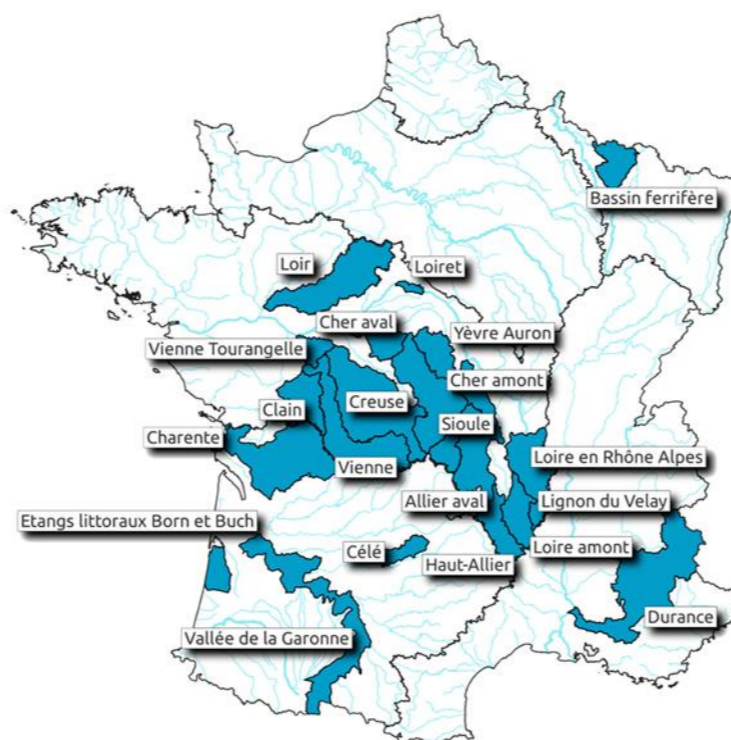 Bassin ferrifère
Loir
Loiret
Cher aval
Yèvre Auron
Vienne Tourangelle
Cher amont
Creuse
Clain
Sioule
Charente
Loire en Rhône Alpes
Vienne
Allier aval
Lignon du Velay
Etangs littoraux Born et Buch
Célé
Loire amont
Haut-Allier
Durance
Vallée de la Garonne